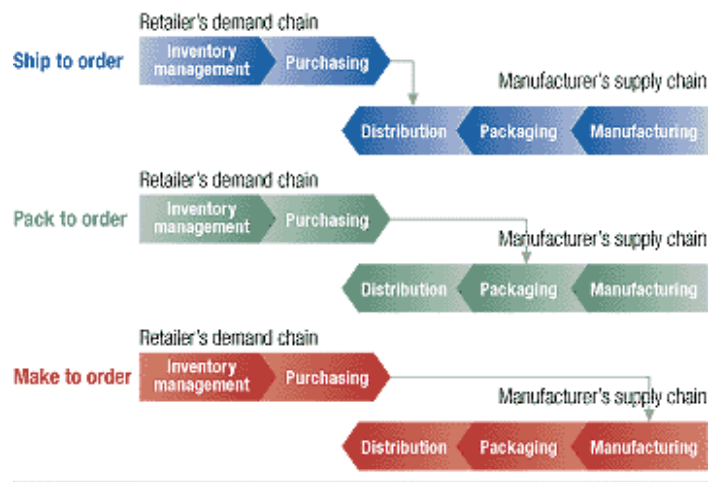 Retailer's demand chain
Ship to order
Inventory
management
Purchasing
Manufacturer's supply chain
Distribution
Packaging
Manufacturing
Retailer's demand chain
Pack to order
Inventory
management
Purchasing
Manufacturer's supply chain
Distribution
Packaging
Manufacturing
Retailer's demand chain
Make to order
Inventory
management
Purchasing
Manufacturer's supply chain
Distribution
Packaging
Manufacturing